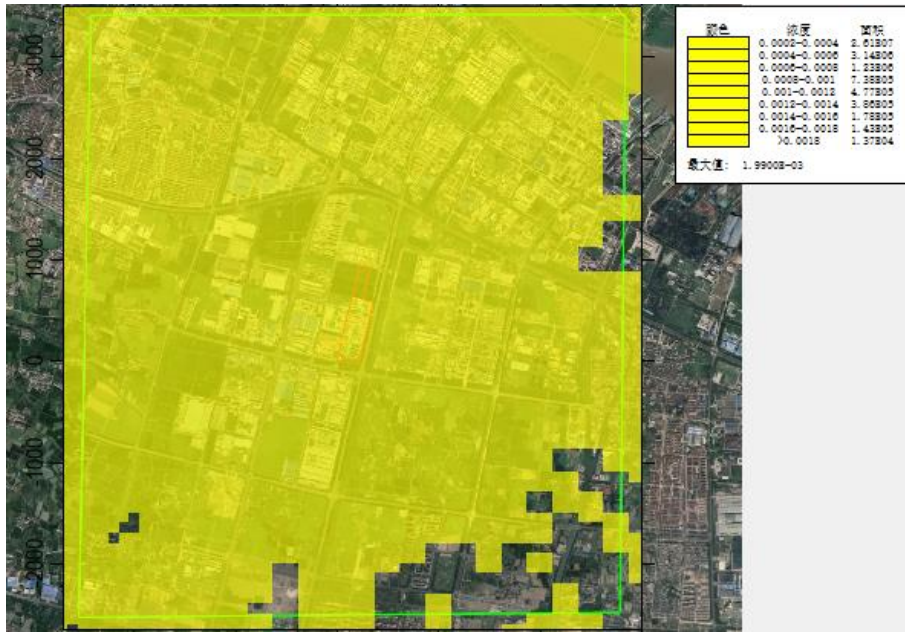 颜色 浓度 面积
0.0002-0.0004 2.61E07
0.0004-0.0006 3.14E06
0.0006-0.0008 1.23E06
0.0008-0.001 7.38E05
0.001-0.0012 4.77E05
0.0012-0.0014 3.86E05
0.0014-0.0016 1.78E05
0.0016-0.0018 1.43E05
>0.0018 1.37E04
最大值: 1.9900E-03
3000
2000
1000
0
1000
2000